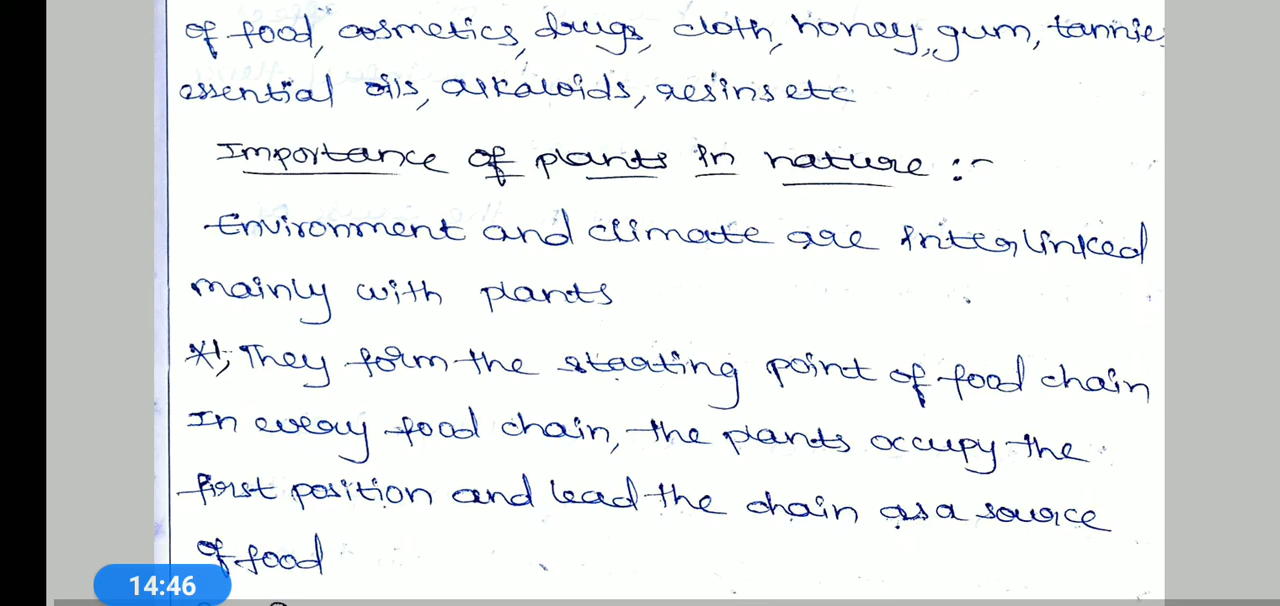 of food, cosmetics, drugs, cloth, honey, gum, tannie
essential oils, alkaloids, resins etc
Importance of plants in nature :-
Environment and climate are interlinked
mainly with plants
*1, They form the starting point of food chain
In every food chain, the plants occupy the
first position and lead the chain as a source
of food
14:46